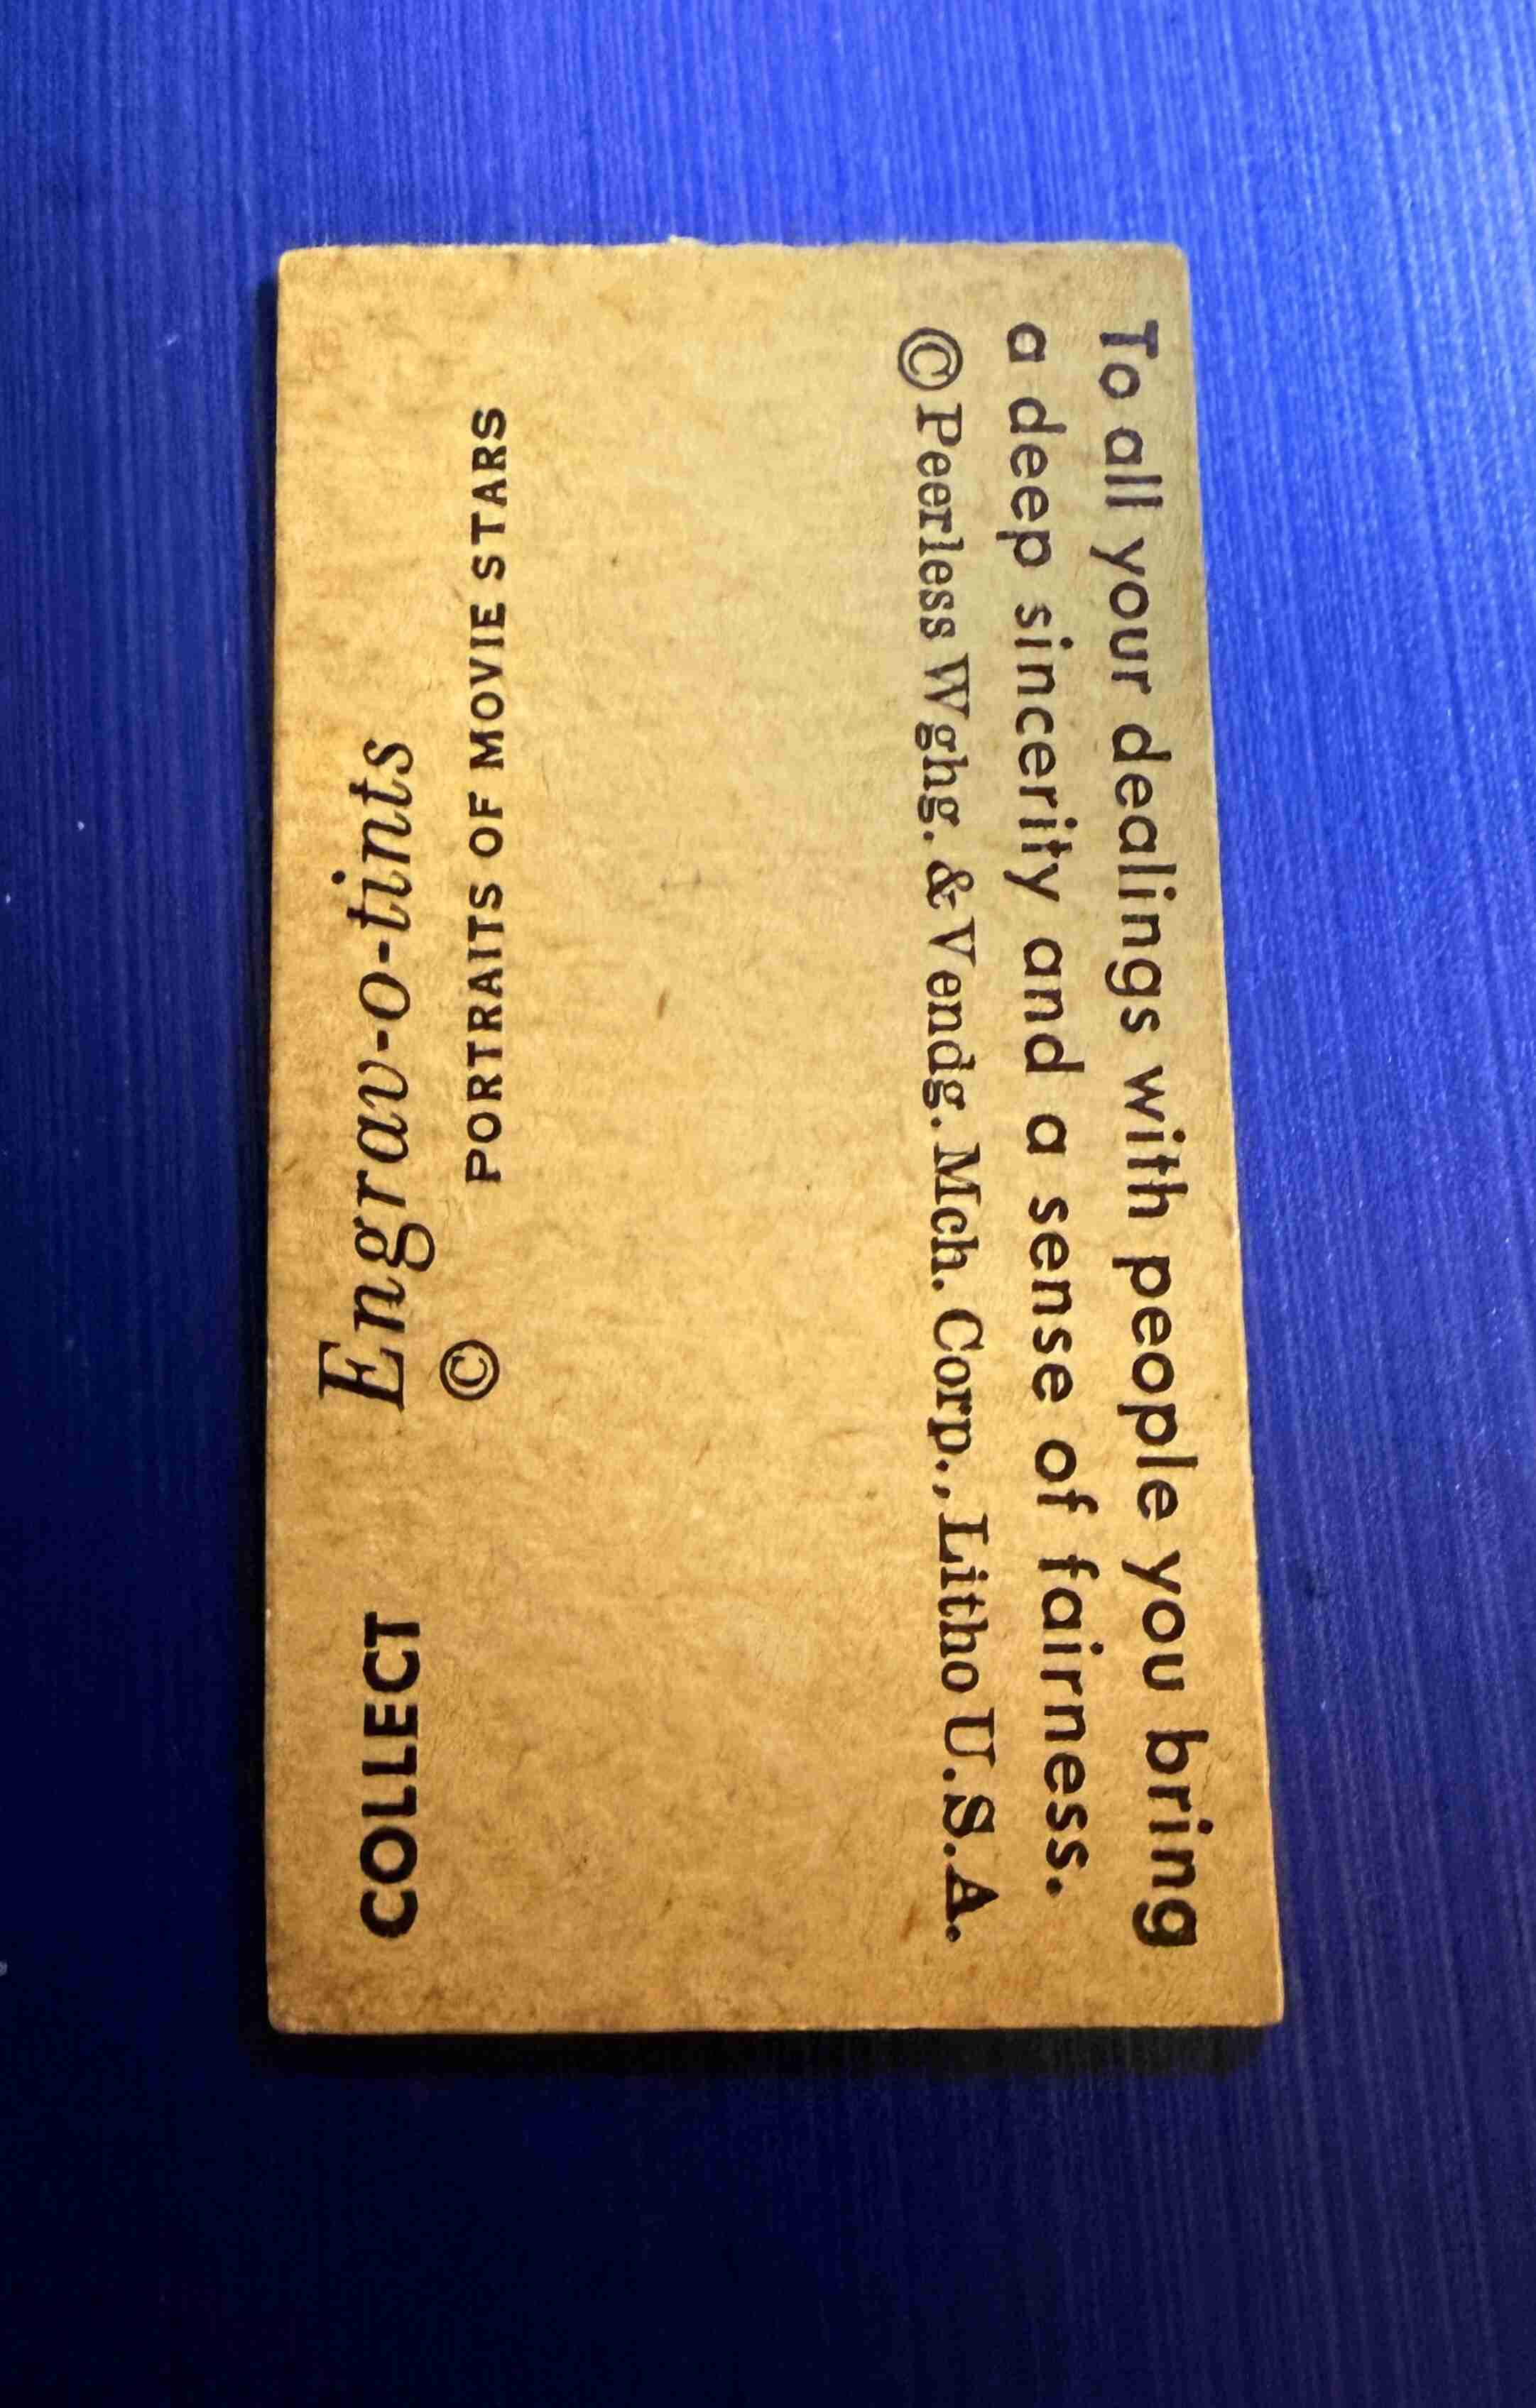 To all your dealings with people you bring
a deep sincerity and a sense of fairness.
© Peerless Wghg. & Vendg. Mch. Corp., Litho U.S.A.
COLLECT Engrav-o-tints
© PORTRAITS OF MOVIE STARS